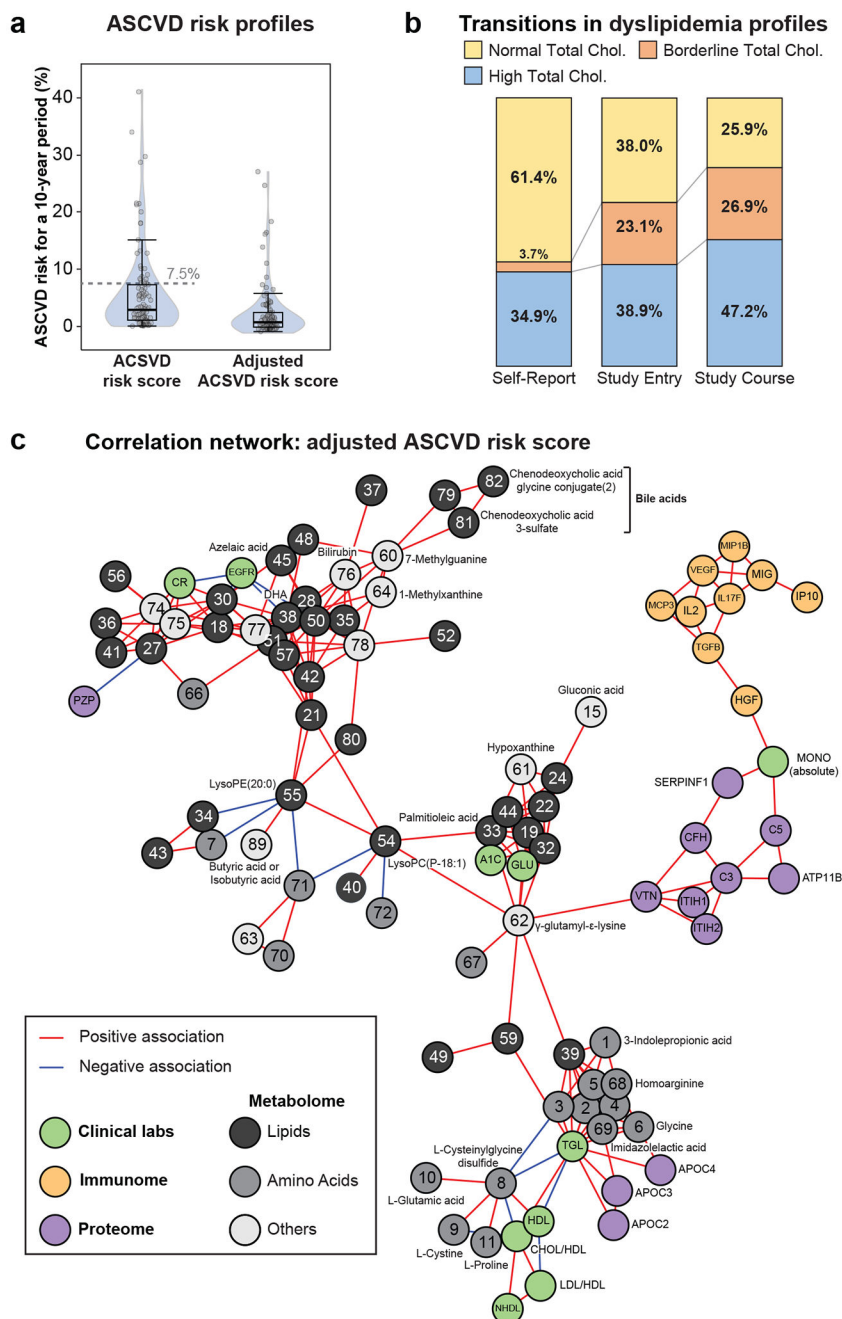 a
ASCVD risk profiles
ASCVD risk for a 10-year period (%)
40
30
20
10
0
7.5%
ACSVD
risk score
Adjusted
ACSVD risk score
b
Transitions in dyslipidemia profiles
Normal Total Chol.
Borderline Total Chol.
High Total Chol.
61.4%
3.7%
34.9%
38.0%
23.1%
38.9%
25.9%
26.9%
47.2%
Self-Report
Study Entry
Study Course
c
Correlation network: adjusted ASCVD risk score
37
79
82
Chenodeoxycholic acid
glycine conjugate(2)
Bile acids
81
Chenodeoxycholic acid
3-sulfate
48
Azelaic acid
45
Bilirubin
60
7-Methylguanine
56
CR
EGFR
76
DHA
64
1-Methylxanthine
30
28
74
36
75
18
77
38
50
35
41
27
51
57
78
52
42
66
PZP
21
80
LysoPE(20:0)
55
34
43
7
89
Butyric acid or
Isobutyric acid
71
54
LysoPC(P-18:1)
40
72
63
70
MIP1B
VEGF
MIG
MCP3
IL2
IL17F
IP10
TGFB
HGF
MONO
(absolute)
SERPINF1
CFH
C5
C3
ATP11B
VTN
ITIH1
ITIH2
Gluconic acid
15
Hypoxanthine
61
24
44
22
Palmitioleic acid
33
19
32
A1C
GLU
62
γ-glutamyl-ε-lysine
67
59
49
39
1
3-Indolepropionic acid
5
68
Homoarginine
3
2
4
69
6
Glycine
TGL
Imidazolelactic acid
APOC4
APOC3
APOC2
L-Cysteinylglycine
disulfide
10
8
L-Glutamic acid
9
L-Cystine
11
L-Proline
HDL
CHOL/HDL
LDL/HDL
NHDL
Positive association
Negative association
Metabolome
Clinical labs
Lipids
Immunome
Amino Acids
Proteome
Others